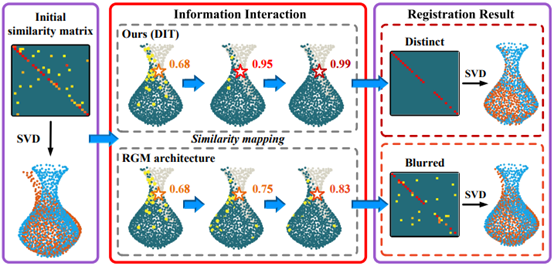 Initial
similarity matrix
SVD
Information Interaction
Ours (DIT)
0.68
0.95
0.99
Similarity mapping
RGM architecture
0.68
0.75
0.83
Registration Result
Distinct
SVD
Blurred
SVD